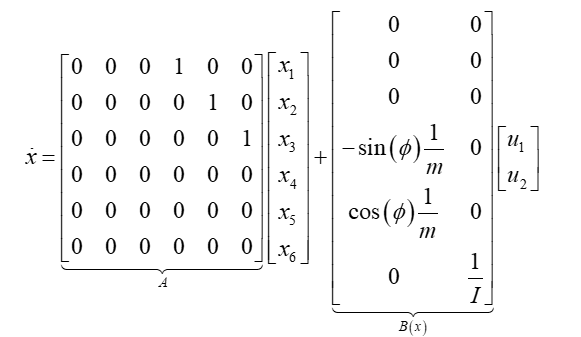 ẋ = [0 0 0 1 0 0; 0 0 0 0 1 0; 0 0 0 0 0 1; 0 0 0 0 0 0; 0 0 0 0 0 0; 0 0 0 0 0 0] [x₁; x₂; x₃; x₄; x₅; x₆] + [0 0; 0 0; 0 0; −sin(ϕ)1/m 0; cos(ϕ)1/m 0; 0 1/I] [u₁; u₂]
A
B(x)